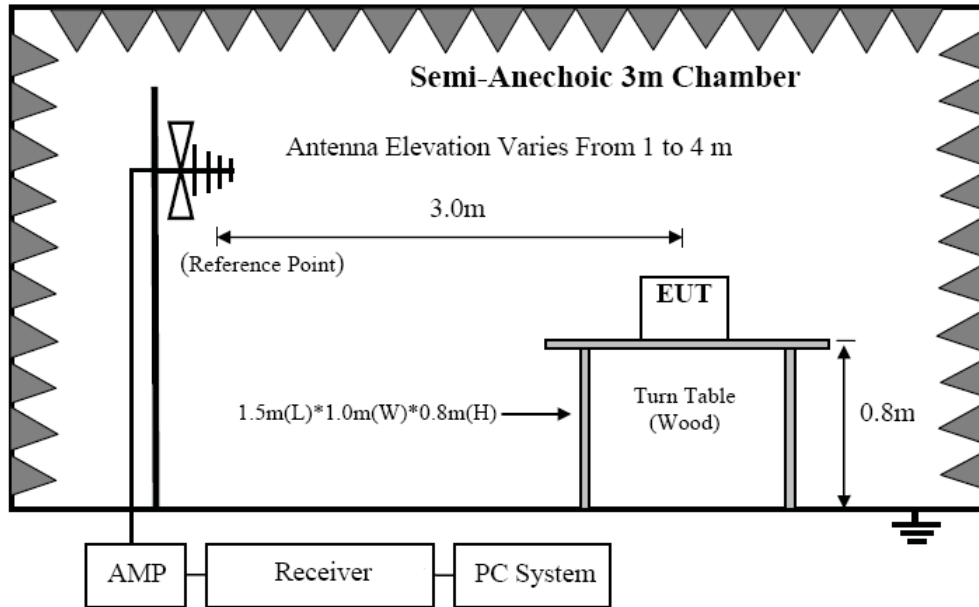 Semi-Anechoic 3m Chamber
Antenna Elevation Varies From 1 to 4 m
3.0m
(Reference Point)
EUT
1.5m(L)*1.0m(W)*0.8m(H)
Turn Table
(Wood)
0.8m
AMP
Receiver
PC System